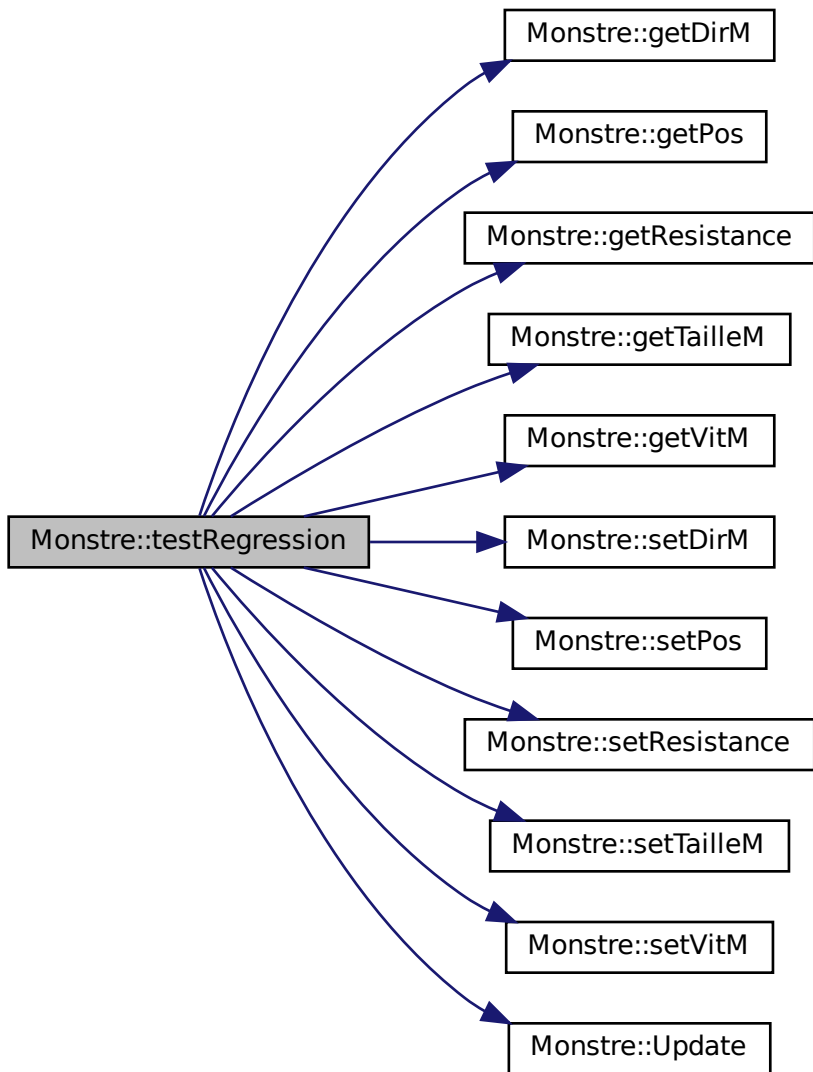 Monstre::getDirM
Monstre::getPos
Monstre::getResistance
Monstre::getTailleM
Monstre::getVitM
Monstre::testRegression
Monstre::setDirM
Monstre::setPos
Monstre::setResistance
Monstre::setTailleM
Monstre::setVitM
Monstre::Update